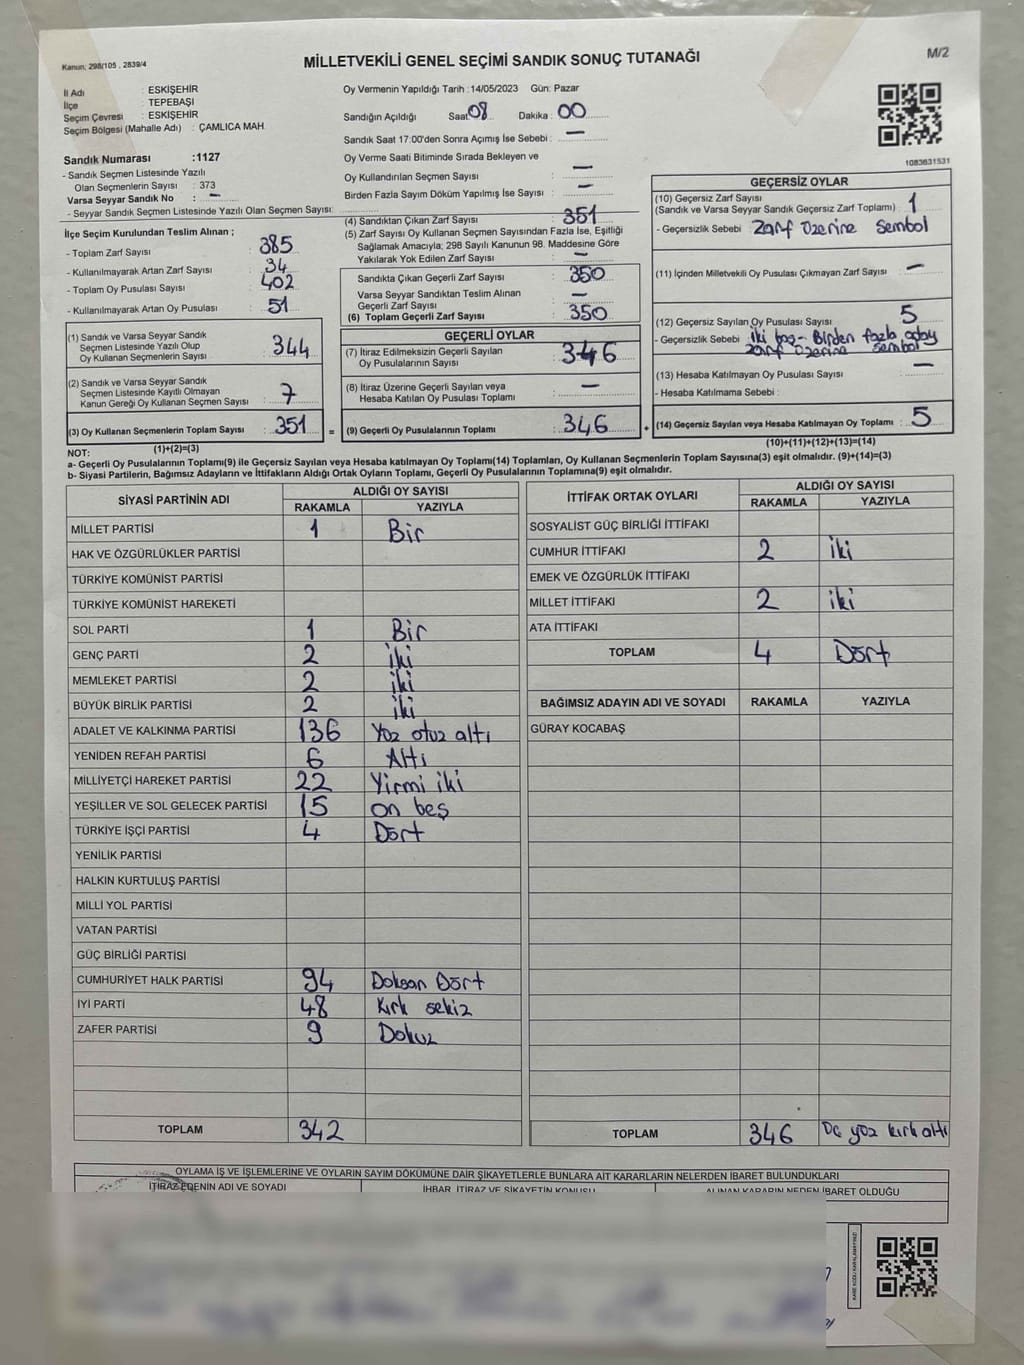 Kanun: 298/105 , 2839/4
MİLLETVEKİLİ GENEL SEÇİMİ SANDIK SONUÇ TUTANAĞI
M/2
İl Adı : ESKİŞEHİR
İlçe : TEPEBAŞI
Seçim Çevresi : ESKİŞEHİR
Seçim Bölgesi (Mahalle Adı) : ÇAMLICA MAH.
Sandık Numarası :1127
- Sandık Seçmen Listesinde Yazılı
Olan Seçmenlerin Sayısı : 373
Varsa Seyyar Sandık No : –
- Seyyar Sandık Seçmen Listesinde Yazılı Olan Seçmen Sayısı:
İlçe Seçim Kurulundan Teslim Alınan ;
- Toplam Zarf Sayısı : 385
- Kullanılmayarak Artan Zarf Sayısı : 34
- Toplam Oy Pusulası Sayısı : 402
- Kullanılmayarak Artan Oy Pusulası : 51
(1) Sandık ve Varsa Seyyar Sandık
Seçmen Listesinde Yazılı Olup
Oy Kullanan Seçmenlerin Sayısı : 344
(2) Sandık ve Varsa Seyyar Sandık
Seçmen Listesinde Kayıtlı Olmayan
Kanun Gereği Oy Kullanan Seçmen Sayısı : 7
(3) Oy Kullanan Seçmenlerin Toplam Sayısı : 351 =
(1)+(2)=(3)
Oy Vermenin Yapıldığı Tarih :14/05/2023 Gün: Pazar
Sandığın Açıldığı Saat: 08 Dakika : 00
Sandık Saat 17:00'den Sonra Açımış İse Sebebi : –
Oy Verme Saati Bitiminde Sırada Bekleyen ve
Oy Kullandırılan Seçmen Sayısı : –
Birden Fazla Sayım Döküm Yapılmış İse Sayısı : –
(4) Sandıktan Çıkan Zarf Sayısı : 351
(5) Zarf Sayısı Oy Kullanan Seçmen Sayısından Fazla İse, Eşitliği
Sağlamak Amacıyla; 298 Sayılı Kanunun 98. Maddesine Göre
Yakılarak Yok Edilen Zarf Sayısı : –
Sandıkta Çıkan Geçerli Zarf Sayısı : 350
Varsa Seyyar Sandıktan Teslim Alınan
Geçerli Zarf Sayısı : –
(6) Toplam Geçerli Zarf Sayısı : 350
GEÇERLİ OYLAR
(7) İtiraz Edilmeksizin Geçerli Sayılan
Oy Pusulalarının Sayısı : 346
(8) İtiraz Üzerine Geçerli Sayılan veya
Hesaba Katılan Oy Pusulası Toplamı : –
(9) Geçerli Oy Pusulalarının Toplamı : 346 +
1083631531
GEÇERSİZ OYLAR
(10) Geçersiz Zarf Sayısı
(Sandık ve Varsa Seyyar Sandık Geçersiz Zarf Toplamı) : 1
- Geçersizlik Sebebi : Zarf üzerine Sembol
(11) İçinden Milletvekili Oy Pusulası Çıkmayan Zarf Sayısı : –
(12) Geçersiz Sayılan Oy Pusulası Sayısı : 5
- Geçersizlik Sebebi : iki boş - Birden fazla aday
zarf üzerine sembol
(13) Hesaba Katılmayan Oy Pusulası Sayısı : –
- Hesaba Katılmama Sebebi :
(14) Geçersiz Sayılan veya Hesaba Katılmayan Oy Toplamı : 5
(10)+(11)+(12)+(13)=(14)
NOT:
a- Geçerli Oy Pusulalarının Toplamı(9) ile Geçersiz Sayılan veya Hesaba Katılmayan Oy Toplamı(14) Toplamları, Oy Kullanan Seçmenlerin Toplam Sayısına(3) eşit olmalıdır. (9)+(14)=(3)
b- Siyasi Partilerin, Bağımsız Adayların ve İttifakların Aldığı Ortak Oyların Toplamı, Geçerli Oy Pusulalarının Toplamına(9) eşit olmalıdır.
SİYASİ PARTİNİN ADI ALDIĞI OY SAYISI
RAKAMLA YAZIYLA
MİLLET PARTİSİ 1 Bir
HAK VE ÖZGÜRLÜKLER PARTİSİ
TÜRKİYE KOMÜNİST PARTİSİ
TÜRKİYE KOMÜNİST HAREKETİ
SOL PARTİ 1 Bir
GENÇ PARTİ 2 iki
MEMLEKET PARTİSİ 2 iki
BÜYÜK BİRLİK PARTİSİ 2 iki
ADALET VE KALKINMA PARTİSİ 136 Yüz otuz altı
YENİDEN REFAH PARTİSİ 6 Altı
MİLLİYETÇİ HAREKET PARTİSİ 22 Yirmi iki
YEŞİLLER VE SOL GELECEK PARTİSİ 15 on beş
TÜRKİYE İŞÇİ PARTİSİ 4 Dört
YENİLİK PARTİSİ
HALKIN KURTULUŞ PARTİSİ
MİLLİ YOL PARTİSİ
VATAN PARTİSİ
GÜÇ BİRLİĞİ PARTİSİ
CUMHURİYET HALK PARTİSİ 94 Doksan Dört
İYİ PARTİ 48 Kırk sekiz
ZAFER PARTİSİ 9 Dokuz
TOPLAM 342
İTTİFAK ORTAK OYLARI ALDIĞI OY SAYISI
RAKAMLA YAZIYLA
SOSYALİST GÜÇ BİRLİĞİ İTTİFAKI
CUMHUR İTTİFAKI 2 iki
EMEK VE ÖZGÜRLÜK İTTİFAKI
MİLLET İTTİFAKI 2 iki
ATA İTTİFAKI
TOPLAM 4 Dört
BAĞIMSIZ ADAYIN ADI VE SOYADI RAKAMLA YAZIYLA
GÜRAY KOCABAŞ
TOPLAM 346 Üç yüz kırk altı
OYLAMA İŞ VE İŞLEMLERİNE VE OYLARIN SAYIM DÖKÜMÜNE DAİR ŞİKAYETLERLE BUNLARA AİT KARARLARIN NELERDEN İBARET BULUNDUKLARI
İTİRAZ EDENİN ADI VE SOYADI İHBAR, İTİRAZ VE ŞİKAYETİN KONUSU ALINAN KARARIN NEDEN İBARET OLDUĞU